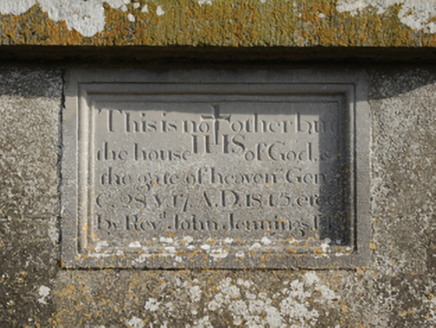 This is no other but
the house IHS of God, &
the gate of heaven Gen
C. 28 v. 17 A.D. 1845. erec
by Revd. John Jennings